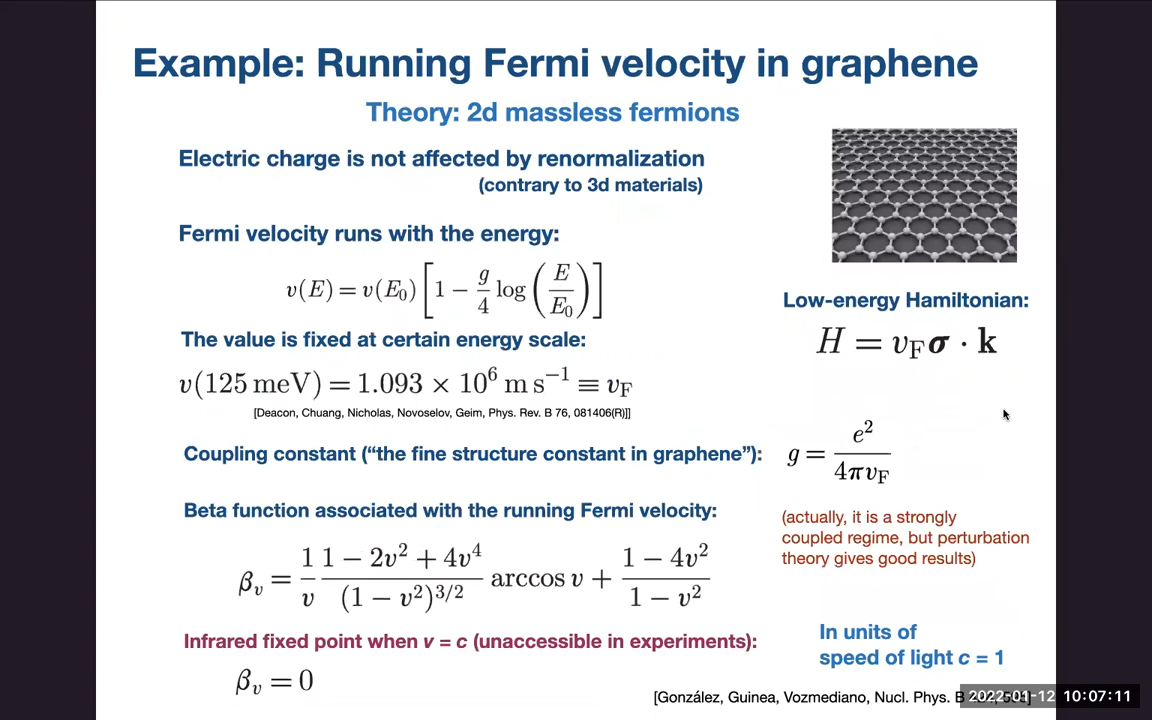 Example: Running Fermi velocity in graphene
Theory: 2d massless fermions
Electric charge is not affected by renormalization
(contrary to 3d materials)
Fermi velocity runs with the energy:
v(E) = v(E₀) [1 − g/4 log (E/E₀)]
The value is fixed at certain energy scale:
v(125 meV) = 1.093 × 10⁶ m s⁻¹ ≡ v_F
[Deacon, Chuang, Nicholas, Novoselov, Geim, Phys. Rev. B 76, 081406(R)]]
Low-energy Hamiltonian:
H = v_F σ · k
Coupling constant (“the fine structure constant in graphene”):
g = e²/4πv_F
(actually, it is a strongly
coupled regime, but perturbation
theory gives good results)
Beta function associated with the running Fermi velocity:
β_v = 1/v (1 − 2v² + 4v⁴)/(1 − v²)^{3/2} arccos v + (1 − 4v²)/(1 − v²)
Infrared fixed point when v = c (unaccessible in experiments):
β_v = 0
In units of
speed of light c = 1
[González, Guinea, Vozmediano, Nucl. Phys. B
2022-01-12 10:07:11